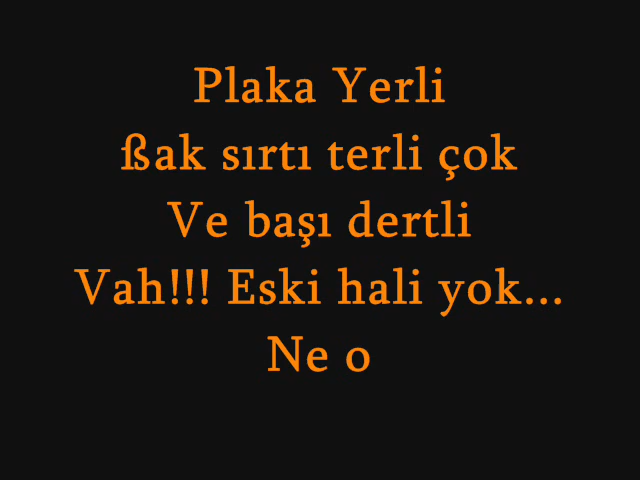 Plaka Yerli
ßak sırtı terli çok
Ve başı dertli
Vah!!! Eski hali yok...
Ne o